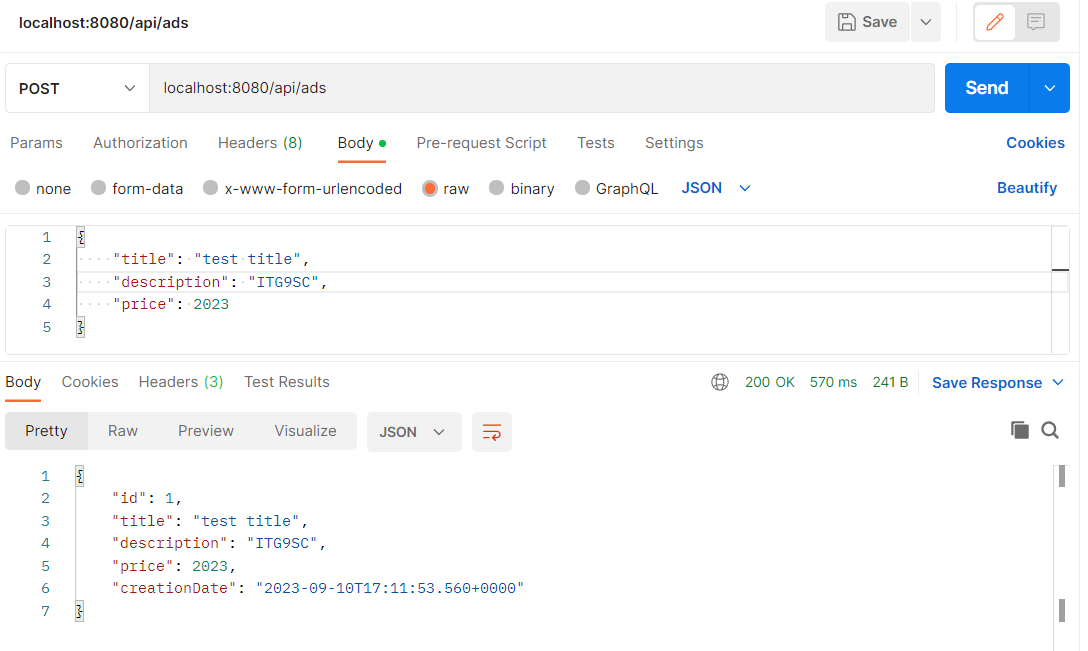 localhost:8080/api/ads Save
POST localhost:8080/api/ads Send
Params Authorization Headers (8) Body Pre-request Script Tests Settings Cookies
none form-data x-www-form-urlencoded raw binary GraphQL JSON Beautify
1 {
2 "title": "test title",
3 "description": "ITG9SC",
4 "price": 2023
5 }
Body Cookies Headers (3) Test Results 200 OK 570 ms 241 B Save Response
Pretty Raw Preview Visualize JSON
1 {
2 "id": 1,
3 "title": "test title",
4 "description": "ITG9SC",
5 "price": 2023,
6 "creationDate": "2023-09-10T17:11:53.560+0000"
7 }